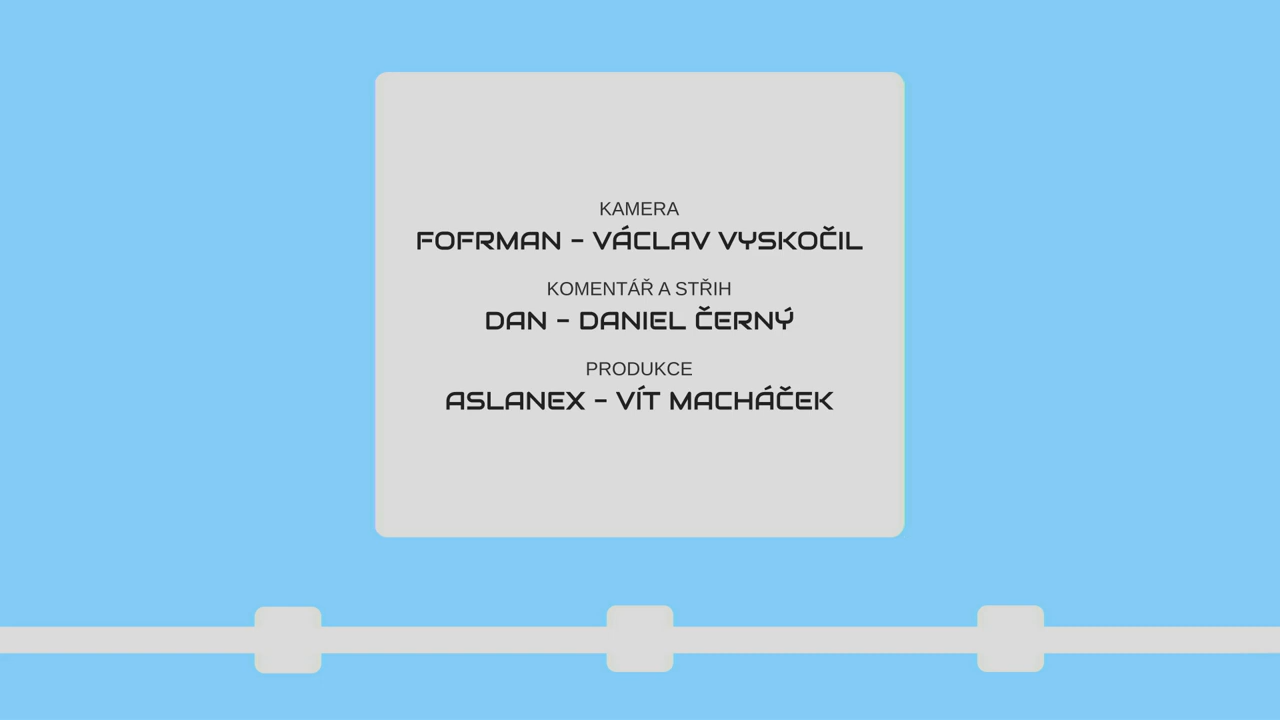 KAMERA
FOFRMAN - VÁCLAV VYSKOČIL
KOMENTÁŘ A STŘIH
DAN - DANIEL ČERNÝ
PRODUKCE
ASLANEX - VÍT MACHÁČEK